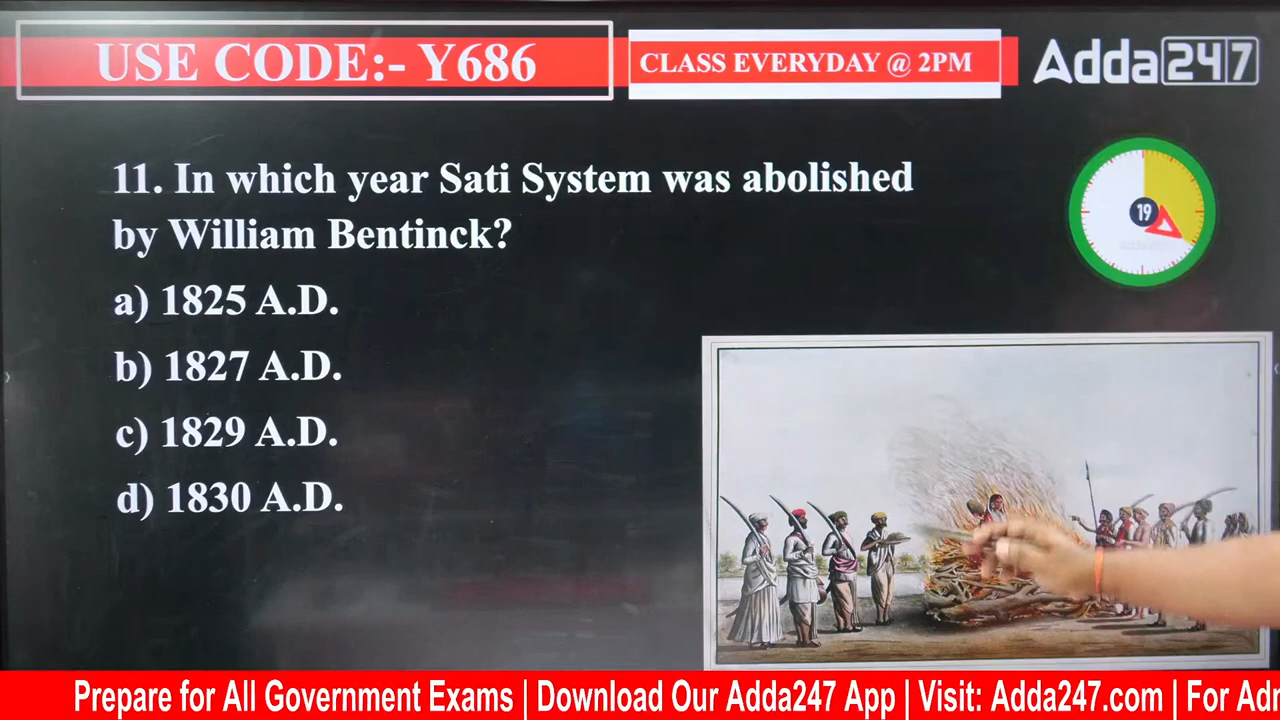 USE CODE:- Y686
CLASS EVERYDAY @ 2PM
Adda247
11. In which year Sati System was abolished
by William Bentinck?
19
a) 1825 A.D.
b) 1827 A.D.
c) 1829 A.D.
d) 1830 A.D.
Prepare for All Government Exams | Download Our Adda247 App | Visit: Adda247.com | For